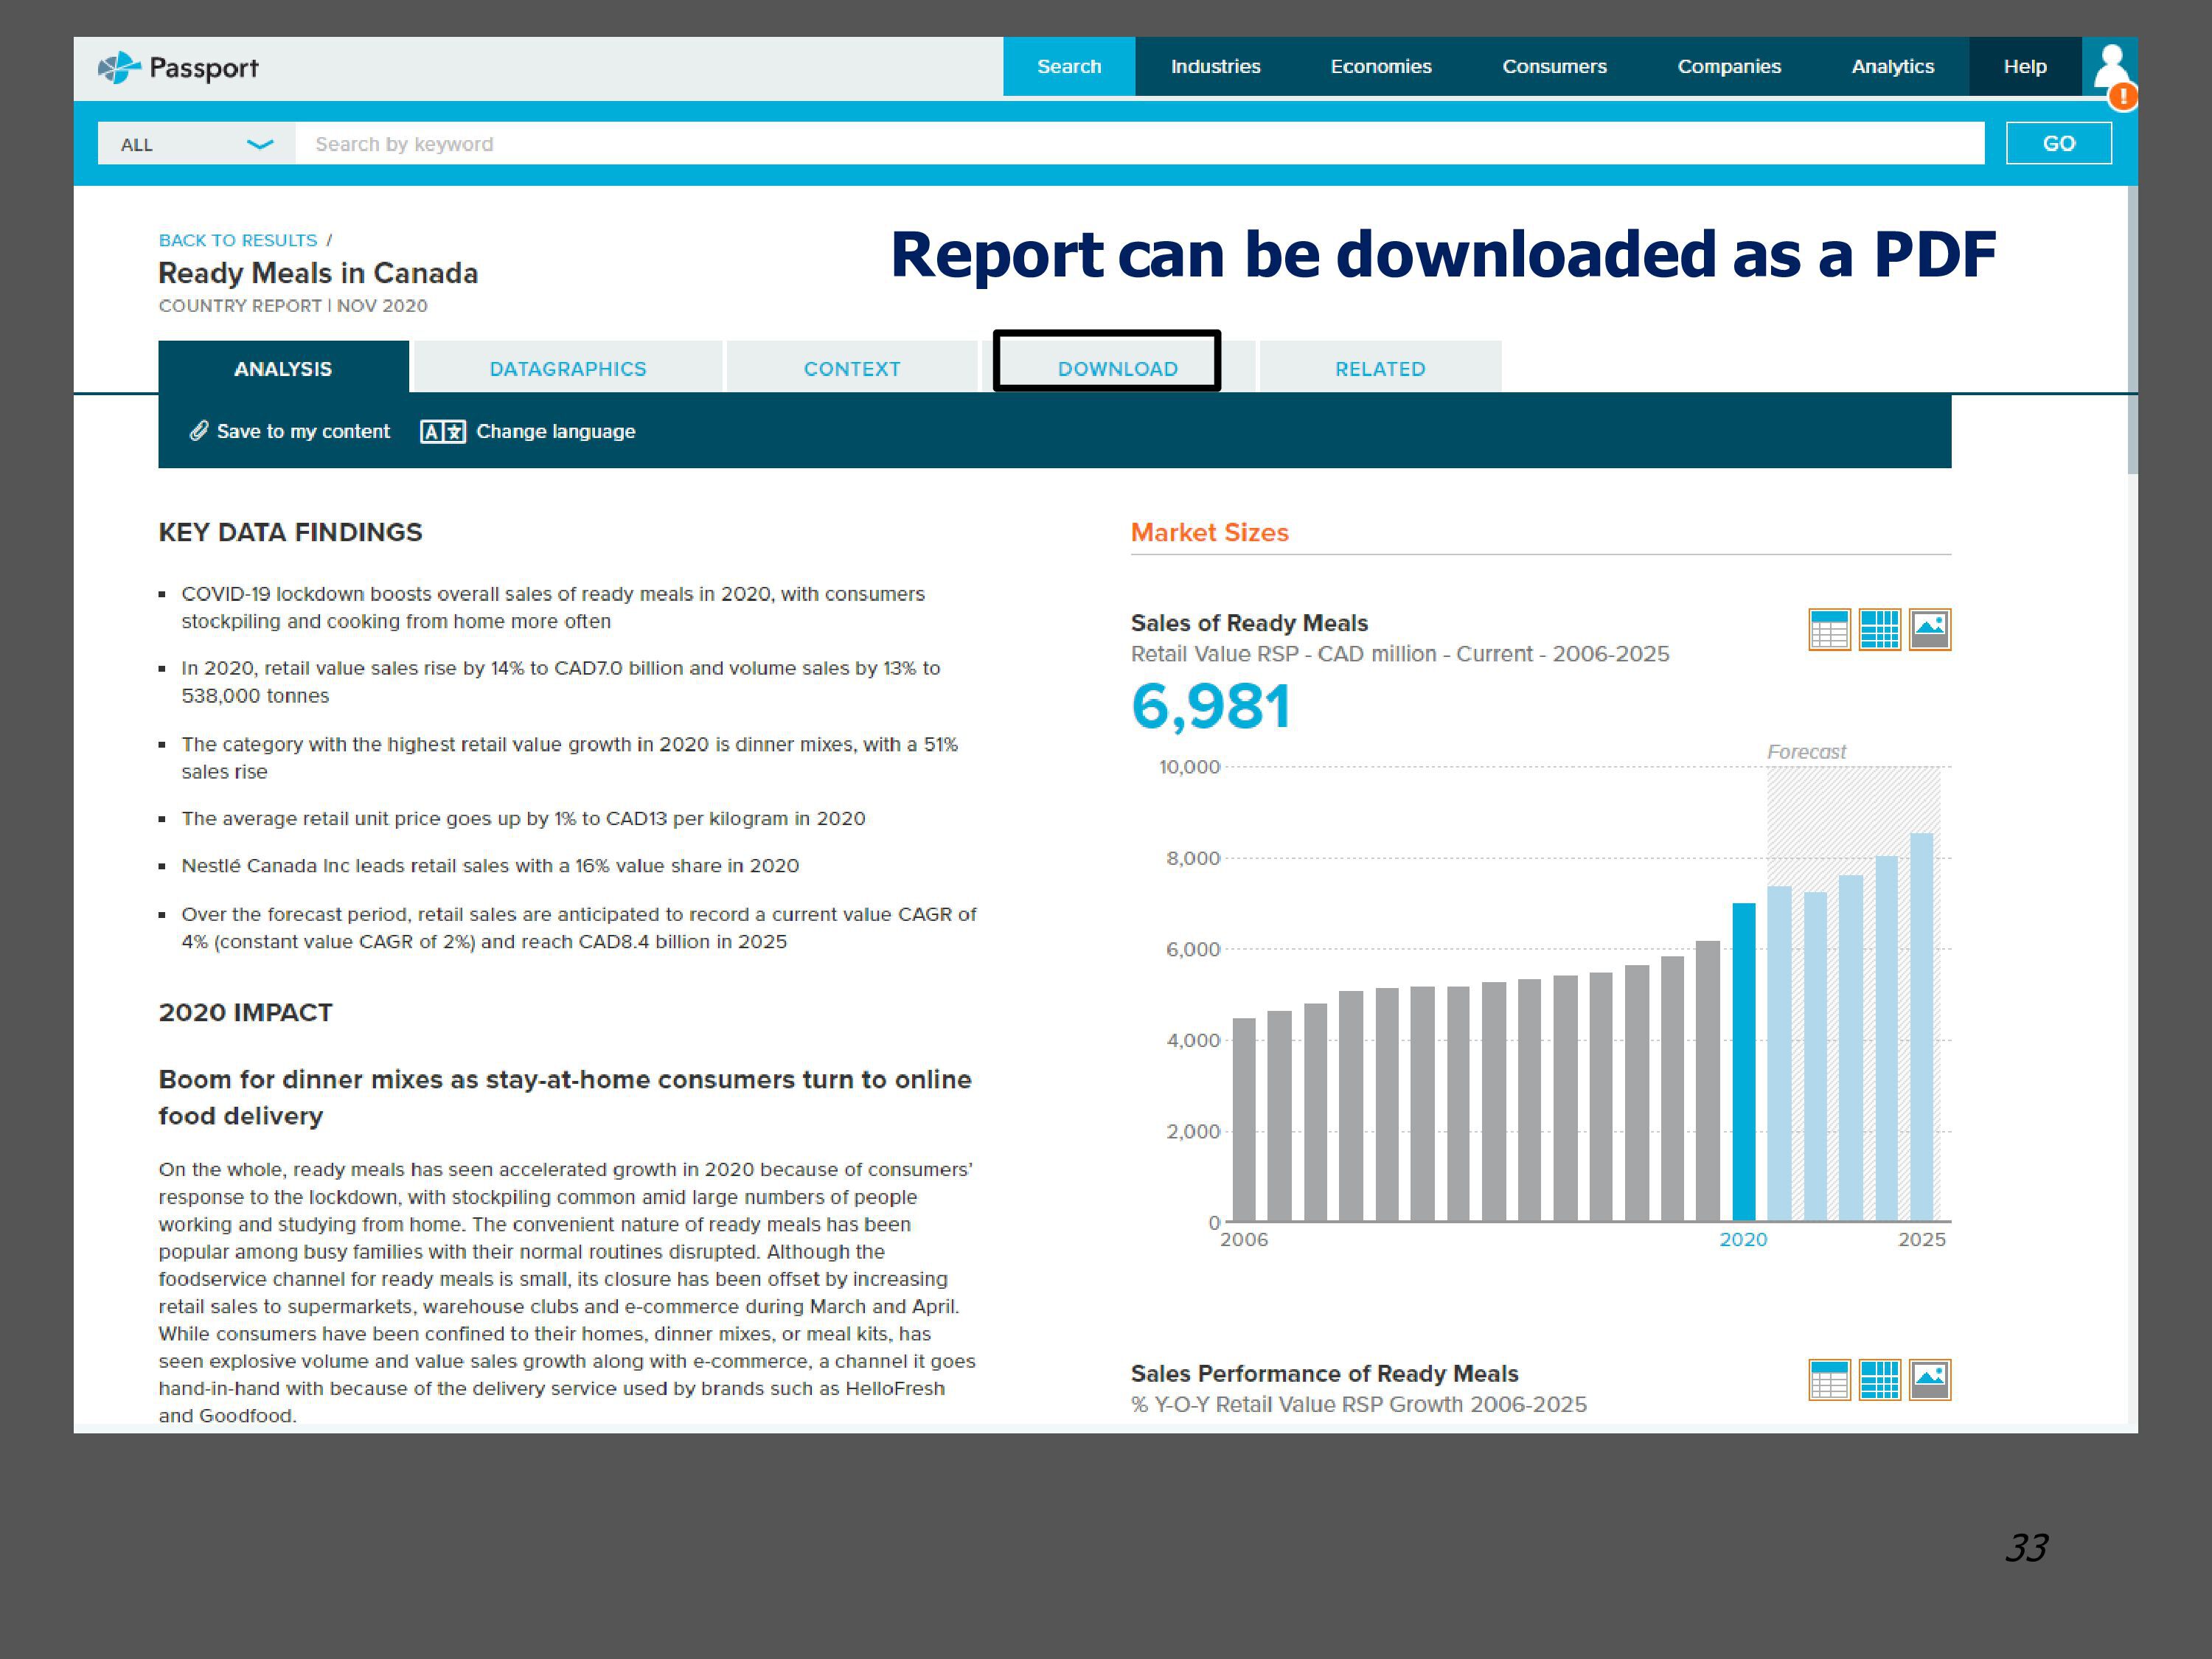 Passport
Search Industries Economies Consumers Companies Analytics Help
!
ALL Search by keyword GO
BACK TO RESULTS /
Ready Meals in Canada
COUNTRY REPORT | NOV 2020
Report can be downloaded as a PDF
ANALYSIS DATAGRAPHICS CONTEXT DOWNLOAD RELATED
Save to my content Change language
KEY DATA FINDINGS
▪ COVID-19 lockdown boosts overall sales of ready meals in 2020, with consumers
stockpiling and cooking from home more often
▪ In 2020, retail value sales rise by 14% to CAD7.0 billion and volume sales by 13% to
538,000 tonnes
▪ The category with the highest retail value growth in 2020 is dinner mixes, with a 51%
sales rise
▪ The average retail unit price goes up by 1% to CAD13 per kilogram in 2020
▪ Nestlé Canada Inc leads retail sales with a 16% value share in 2020
▪ Over the forecast period, retail sales are anticipated to record a current value CAGR of
4% (constant value CAGR of 2%) and reach CAD8.4 billion in 2025
2020 IMPACT
Boom for dinner mixes as stay-at-home consumers turn to online
food delivery
On the whole, ready meals has seen accelerated growth in 2020 because of consumers'
response to the lockdown, with stockpiling common amid large numbers of people
working and studying from home. The convenient nature of ready meals has been
popular among busy families with their normal routines disrupted. Although the
foodservice channel for ready meals is small, its closure has been offset by increasing
retail sales to supermarkets, warehouse clubs and e-commerce during March and April.
While consumers have been confined to their homes, dinner mixes, or meal kits, has
seen explosive volume and value sales growth along with e-commerce, a channel it goes
hand-in-hand with because of the delivery service used by brands such as HelloFresh
and Goodfood.
Market Sizes
Sales of Ready Meals
Retail Value RSP - CAD million - Current - 2006-2025
6,981
Forecast
10,000
8,000
6,000
4,000
2,000
0
2006 2020 2025
Sales Performance of Ready Meals
% Y-O-Y Retail Value RSP Growth 2006-2025
33